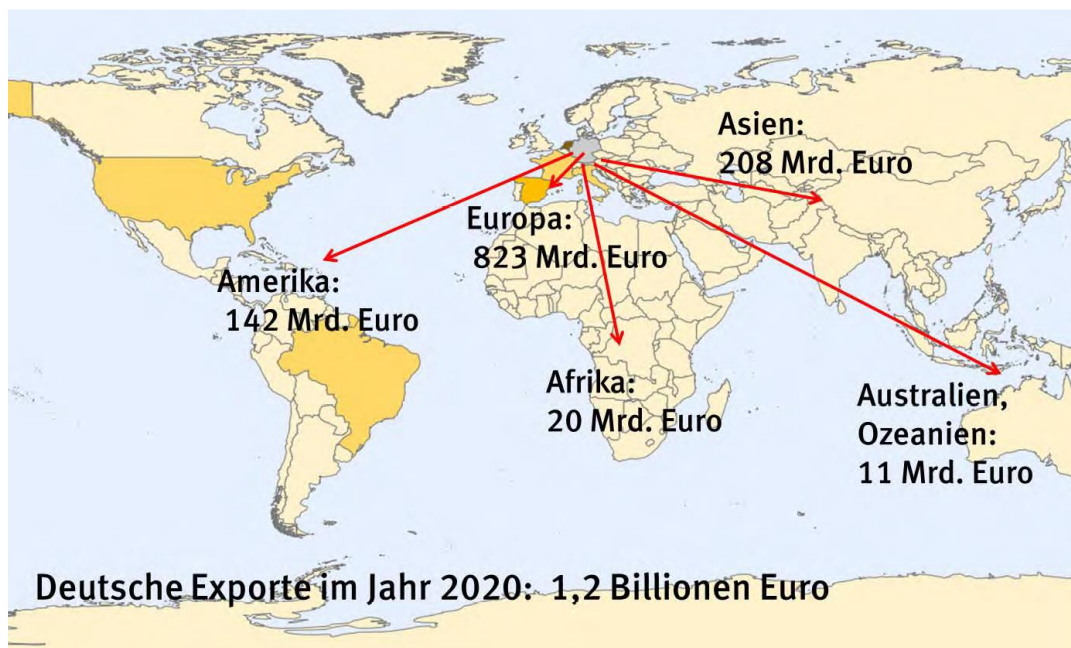 Asien:
208 Mrd. Euro
Europa:
823 Mrd. Euro
Amerika:
142 Mrd. Euro
Afrika:
20 Mrd. Euro
Australien,
Ozeanien:
11 Mrd. Euro
Deutsche Exporte im Jahr 2020: 1,2 Billionen Euro